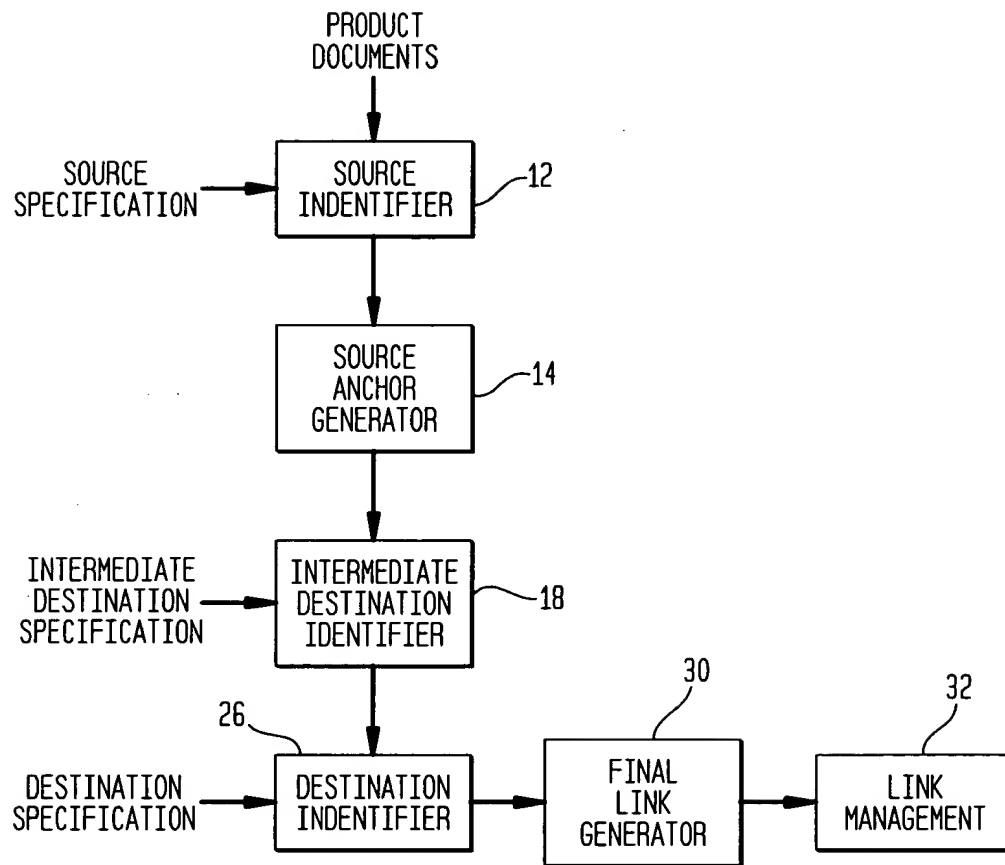 PRODUCT
DOCUMENTS
SOURCE
SPECIFICATION
SOURCE
INDENTIFIER
12
SOURCE
ANCHOR
GENERATOR
14
INTERMEDIATE
DESTINATION
SPECIFICATION
INTERMEDIATE
DESTINATION
IDENTIFIER
18
26
30
32
DESTINATION
SPECIFICATION
DESTINATION
INDENTIFIER
FINAL
LINK
GENERATOR
LINK
MANAGEMENT